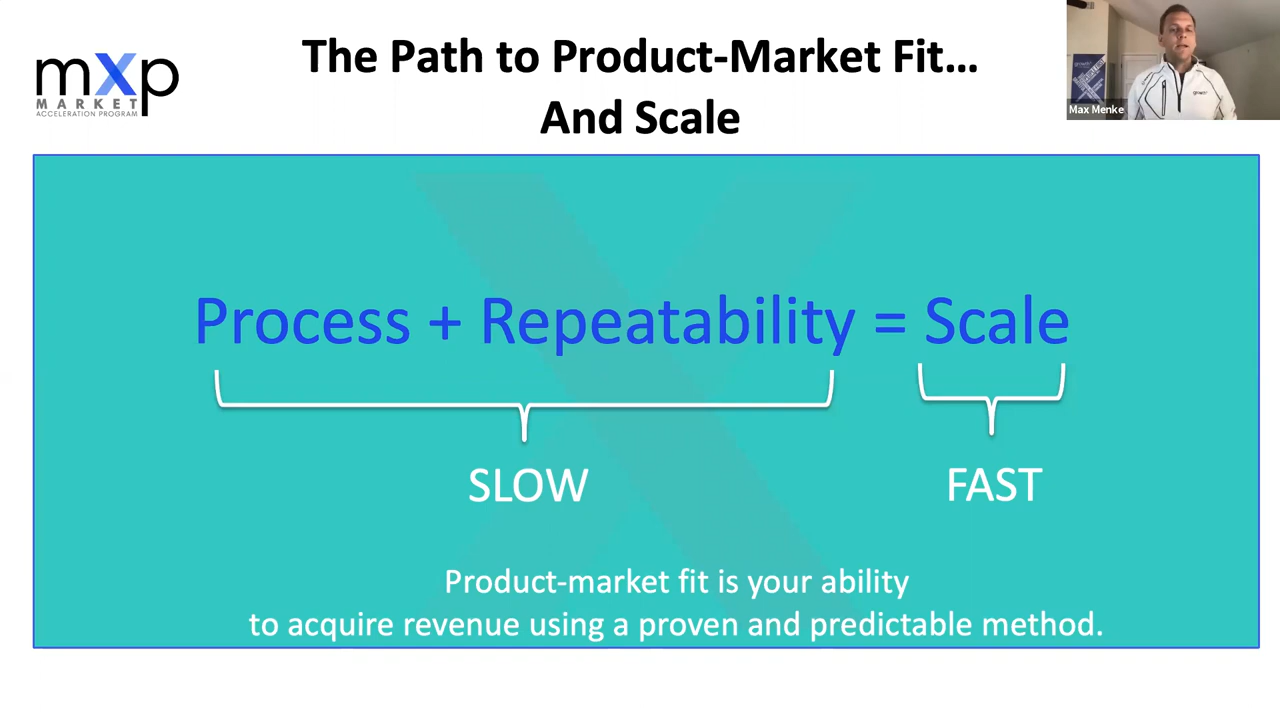 The Path to Product-Market Fit…
And Scale
mxp
MARKET
ACCELERATION PROGRAM
Max Menke
Process + Repeatability = Scale
SLOW
FAST
Product-market fit is your ability
to acquire revenue using a proven and predictable method.